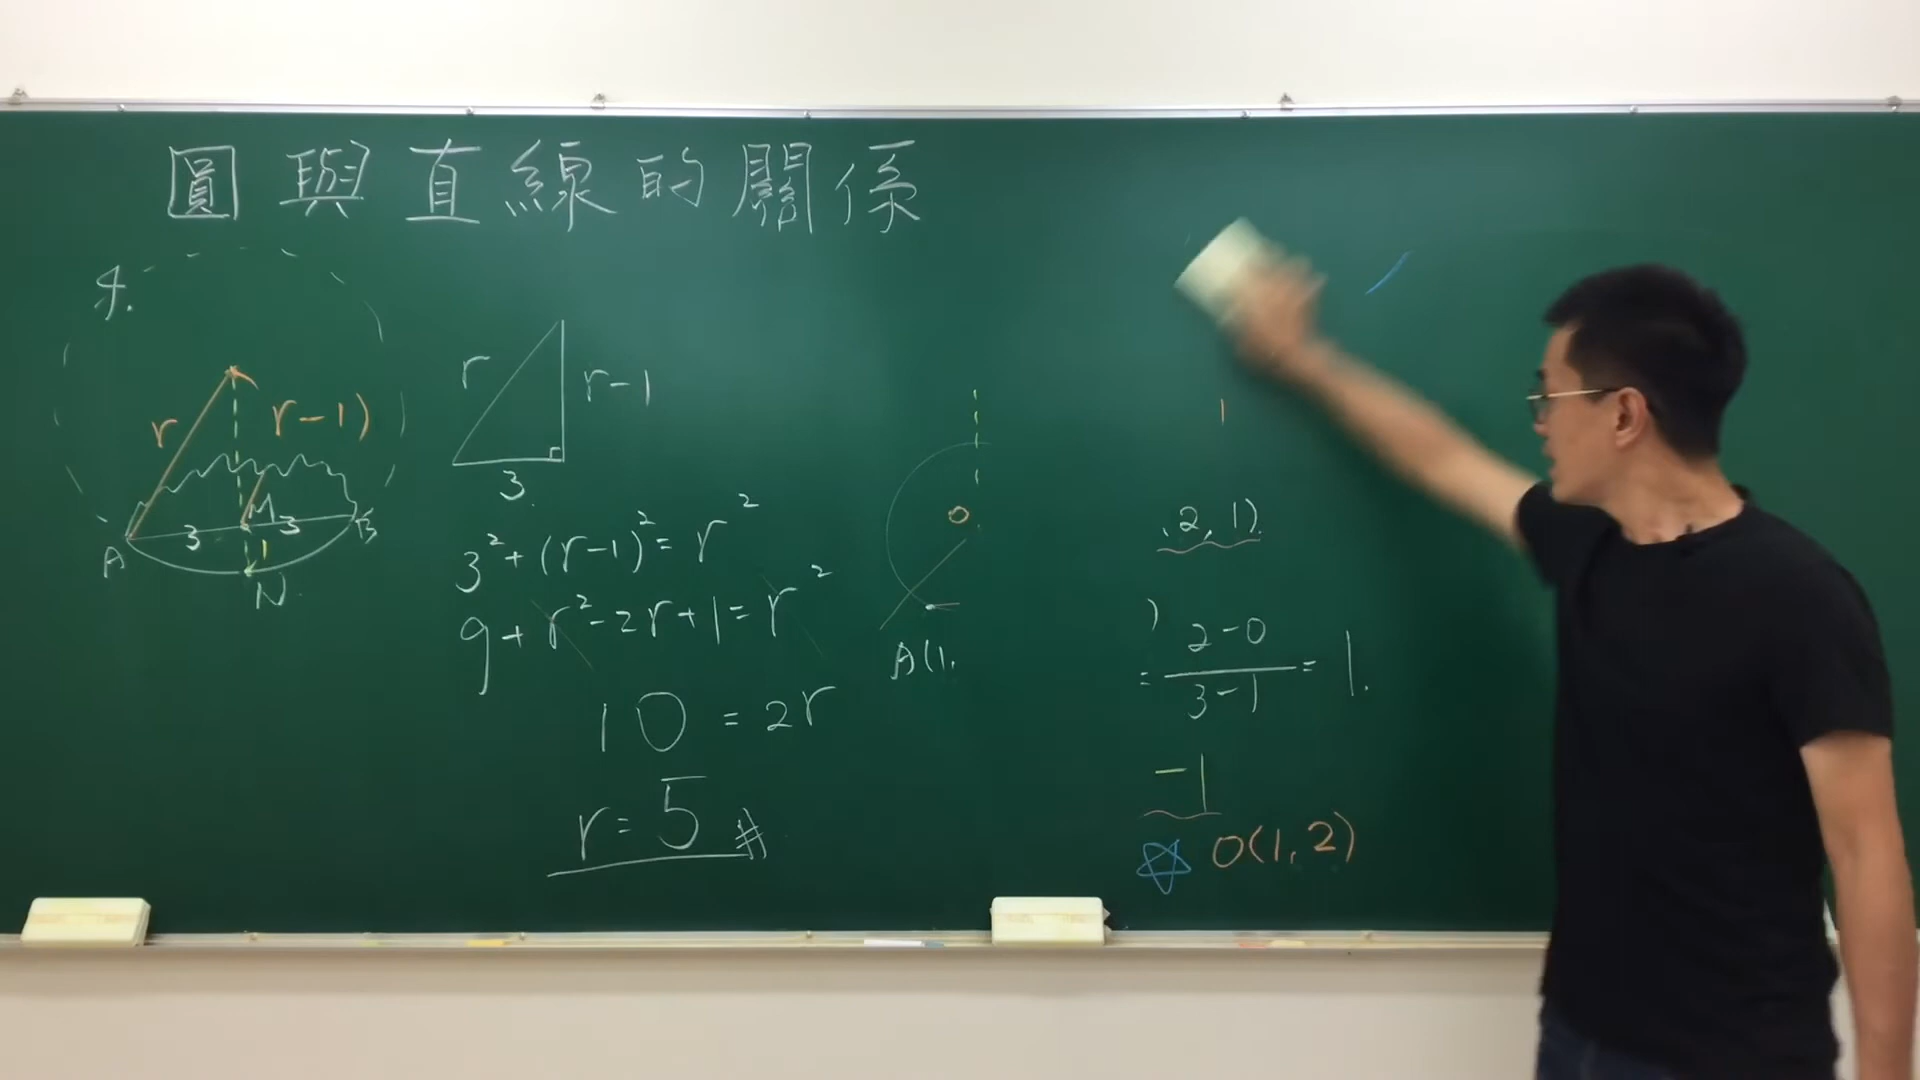 圓與直線的關係
4.
r
r-1)
M
3
3
A
B
1
N
r
r-1
3
3²+(r-1)²=r²
9+r²-2r+1=r²
10=2r
r=5#
O
A(1,
,2,1)
)
=(2-0)/(3-1)=1.
-1
☆ O(1,2)